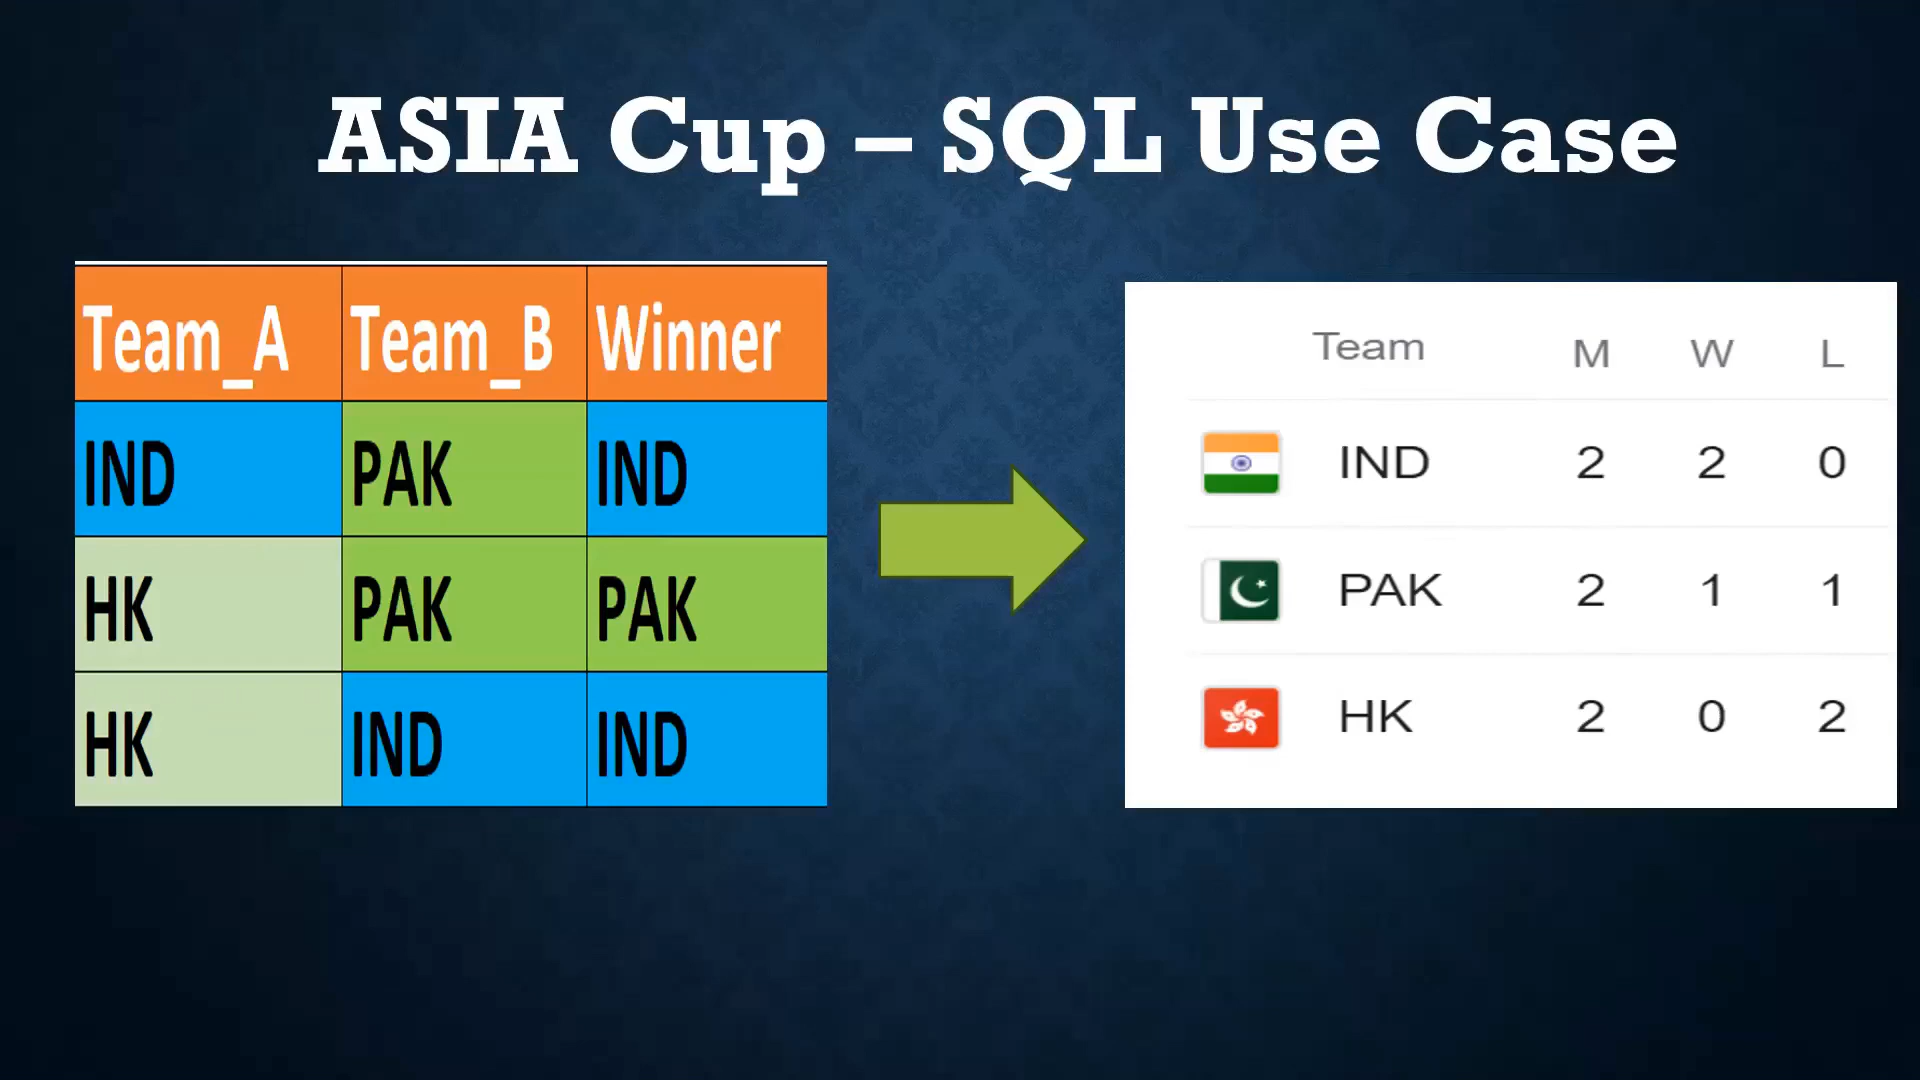 ASIA Cup – SQL Use Case
Team_A Team_B Winner
IND PAK IND
HK PAK PAK
HK IND IND
Team M W L
IND 2 2 0
PAK 2 1 1
HK 2 0 2